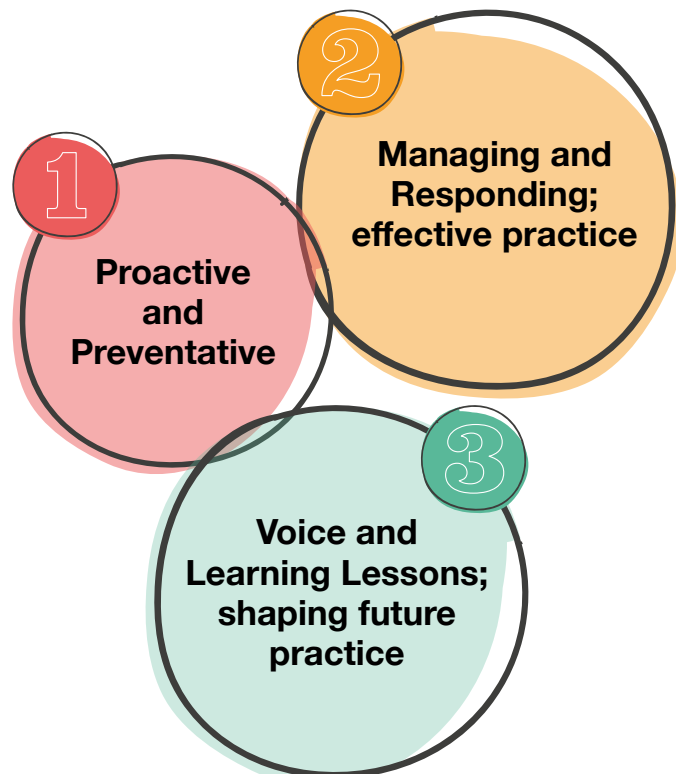 1
Proactive
and
Preventative
2
Managing and
Responding;
effective practice
3
Voice and
Learning Lessons;
shaping future
practice